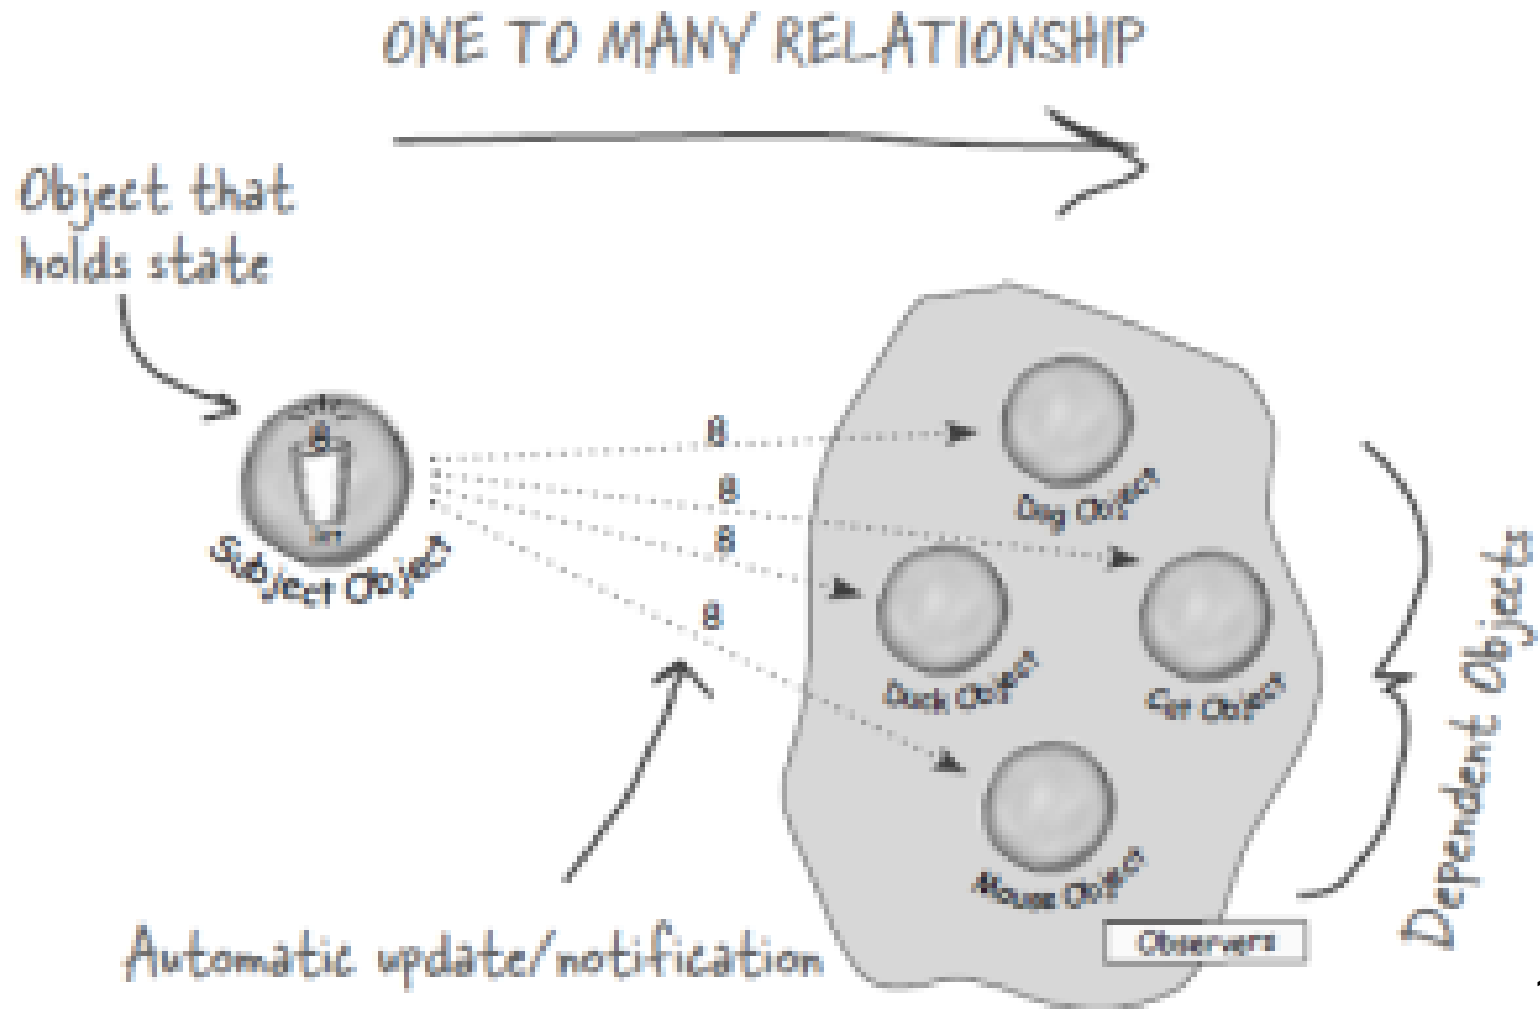 ONE TO MANY RELATIONSHIP
Object that
holds state
8
int
Subject Object
8
8
8
8
Dog Object
Duck Object
Cat Object
Mouse Object
Observers
Dependent Objects
Automatic update/notification